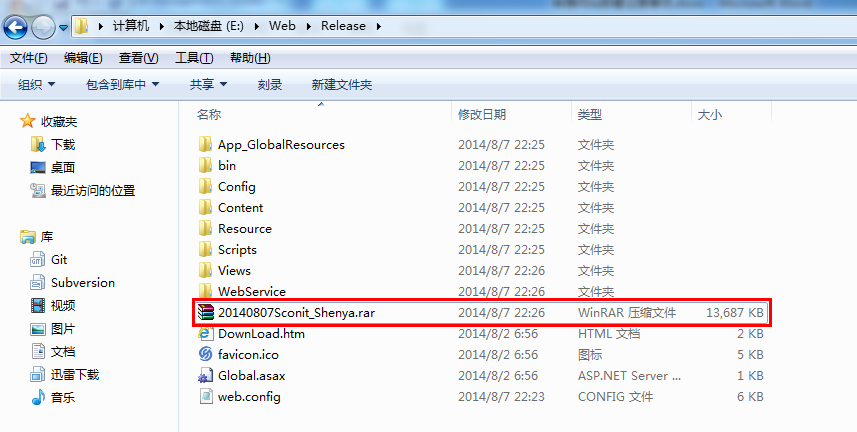 计算机 本地磁盘 (E:) Web Release
文件(F) 编辑(E) 查看(V) 工具(T) 帮助(H)
组织 包含到库中 共享 刻录 新建文件夹
收藏夹
下载
桌面
最近访问的位置
库
Git
Subversion
视频
图片
文档
迅雷下载
音乐
名称 修改日期 类型 大小
App_GlobalResources 2014/8/7 22:25 文件夹
bin 2014/8/7 22:25 文件夹
Config 2014/8/7 22:25 文件夹
Content 2014/8/7 22:25 文件夹
Resource 2014/8/7 22:25 文件夹
Scripts 2014/8/7 22:25 文件夹
Views 2014/8/7 22:26 文件夹
WebService 2014/8/7 22:26 文件夹
20140807Sconit_Shenya.rar 2014/8/7 22:26 WinRAR 压缩文件 13,687 KB
DownLoad.htm 2014/8/2 6:56 HTML 文档 2 KB
favicon.ico 2014/8/2 6:56 图标 5 KB
Global.asax 2014/8/2 6:56 ASP.NET Server ... 1 KB
web.config 2014/8/7 22:23 CONFIG 文件 6 KB